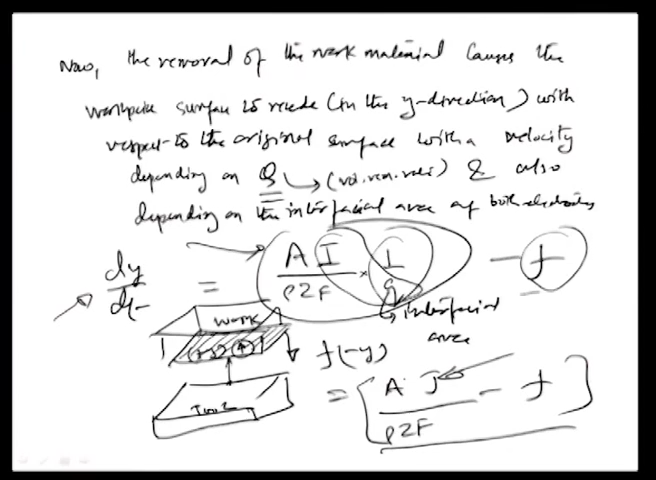 Now, the removal of the work material causes the
workpiece surface to recede (in the y-direction) with
respect to the original surface with a velocity
depending on Q → (vol. rem. rate) & also
depending on the interfacial area of both electrodes
dy/dt = A I / ρZF × 1/a - f
interfacial
area
work
f(-y)
Tool
= [ A J / ρZF - f ]